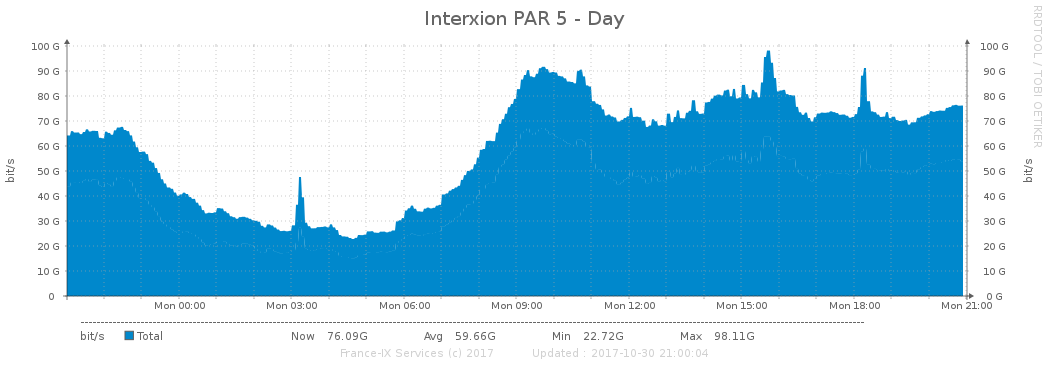 Interxion PAR 5 - Day
RRDTOOL / TOBI OETIKER
100 G 100 G
90 G 90 G
80 G 80 G
70 G 70 G
60 G 60 G
50 G 50 G
40 G 40 G
30 G 30 G
20 G 20 G
10 G 10 G
0 0 G
bit/s bit/s
Mon 00:00 Mon 03:00 Mon 06:00 Mon 09:00 Mon 12:00 Mon 15:00 Mon 18:00 Mon 21:00
bit/s Total Now 76.09G Avg 59.66G Min 22.72G Max 98.11G
France-IX Services (c) 2017 Updated : 2017-10-30 21:00:04